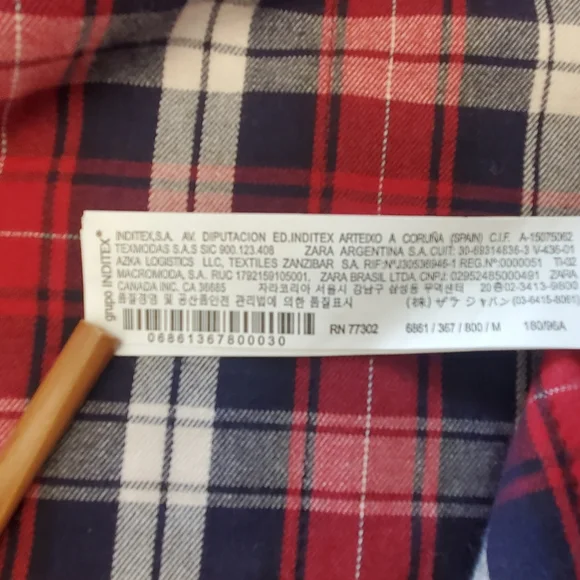 grupo INDITEX®
INDITEX,S.A. AV. DIPUTACION ED.INDITEX ARTEIXO A CORUÑA (SPAIN) C.I.F. A-15075062
TEXMODAS S.A.S SIC 900.123.408 ZARA ARGENTINA S.A. CUIT: 30-69314836-3 V-436-01
AZKA LOGISTICS LLC, TEXTILES ZANZIBAR S.A. RIF:NºJ30536946-1 REG.Nº:0000051 TI-02
MACROMODA, S.A. RUC 1792159105001, ZARA BRASIL LTDA. CNPJ: 02952485000491 ZARA
CANADA INC. CA 36685 자라코리아 서울시 강남구 삼성동 무역센터 20층02-3413-9800
품질경영 및 공산품안전 관리법에 의한 품질표시 (株) ザラ ジャパン (03-6415-8061)
RN 77302 6861 / 367 / 800 / M 180/96A
06861367800030